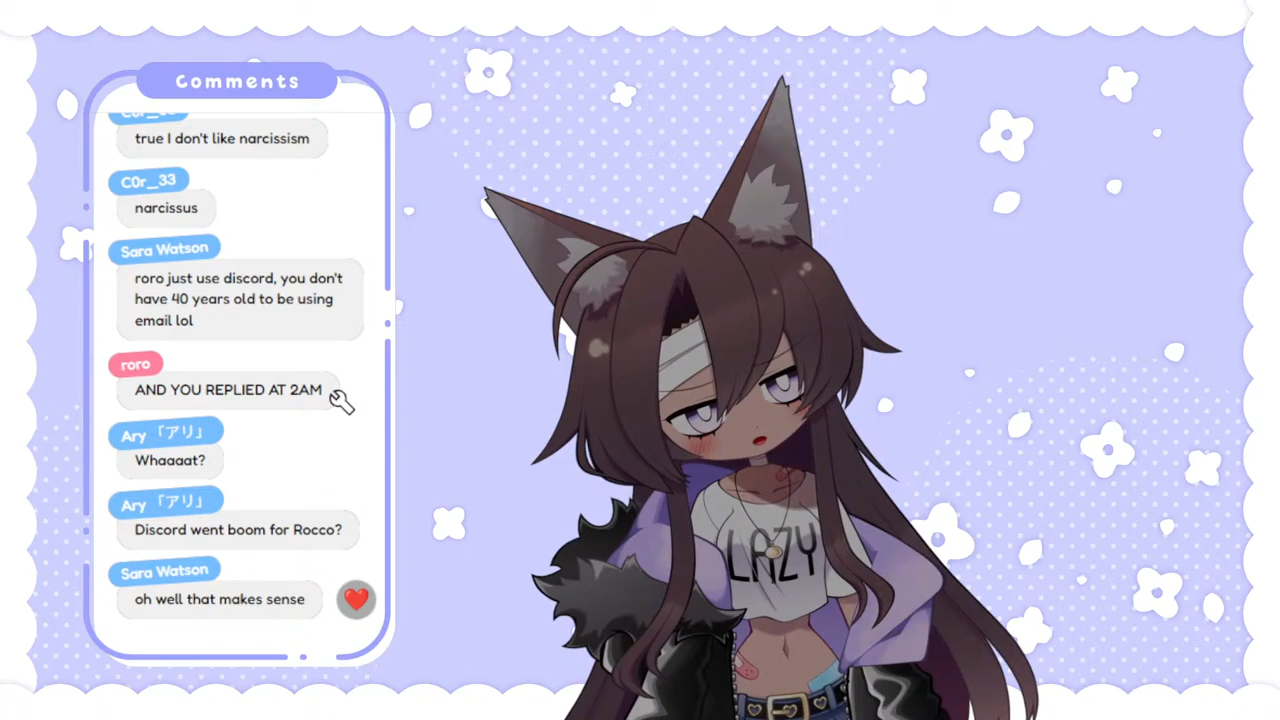 Comments
true I don't like narcissism
C0r_33
narcissus
Sara Watson
roro just use discord, you don't
have 40 years old to be using
email lol
roro
AND YOU REPLIED AT 2AM
Ary「アリ」
Whaaaat?
Ary「アリ」
Discord went boom for Rocco?
Sara Watson
oh well that makes sense
LAZY